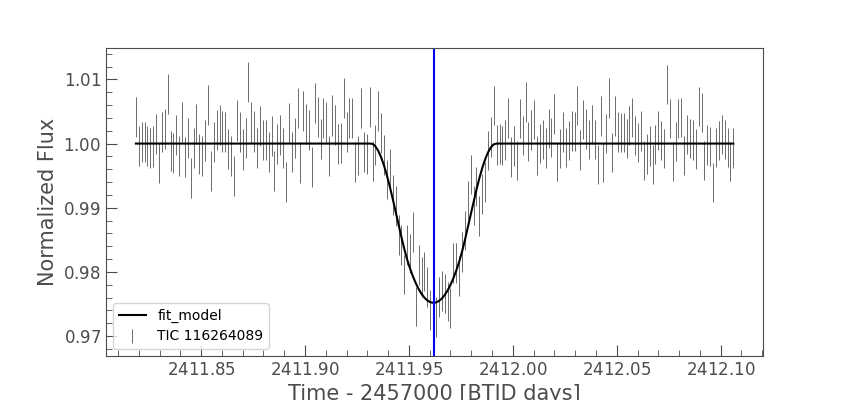 1.01
1.00
0.99
0.98
0.97
Normalized Flux
fit_model
TIC 116264089
2411.85
2411.90
2411.95
2412.00
2412.05
2412.10
Time - 2457000 [BTJD days]